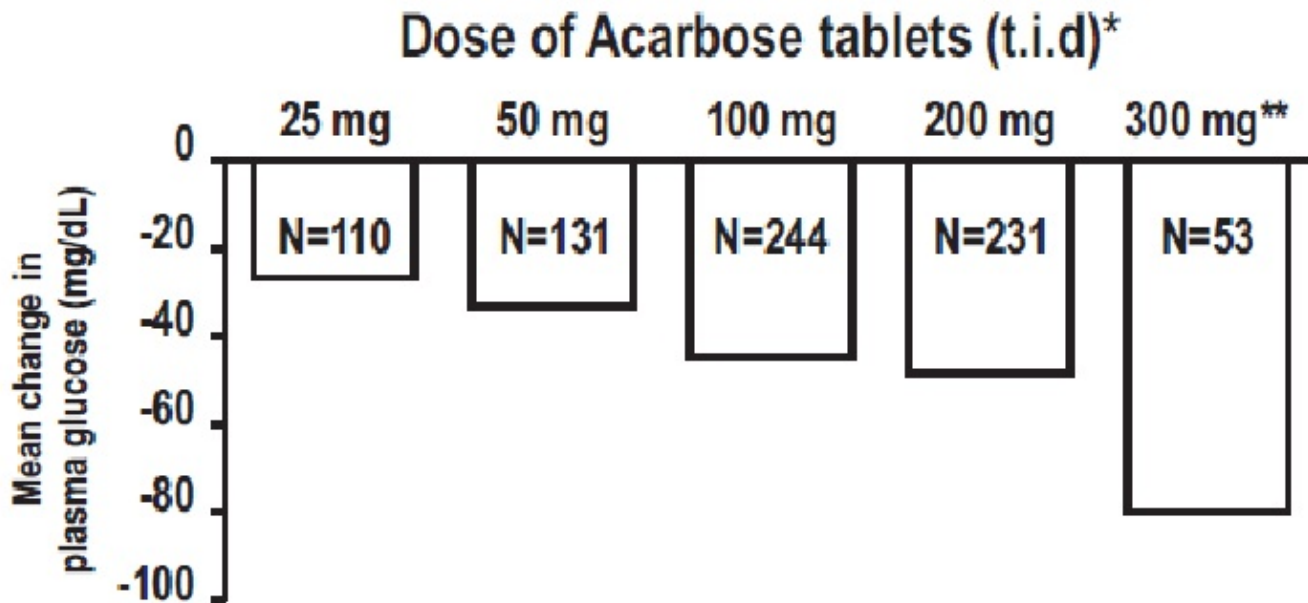 Dose of Acarbose tablets (t.i.d)*
25 mg 50 mg 100 mg 200 mg 300 mg**
0
N=110 N=131 N=244 N=231 N=53
-20
-40
-60
-80
-100
Mean change in
plasma glucose (mg/dL)